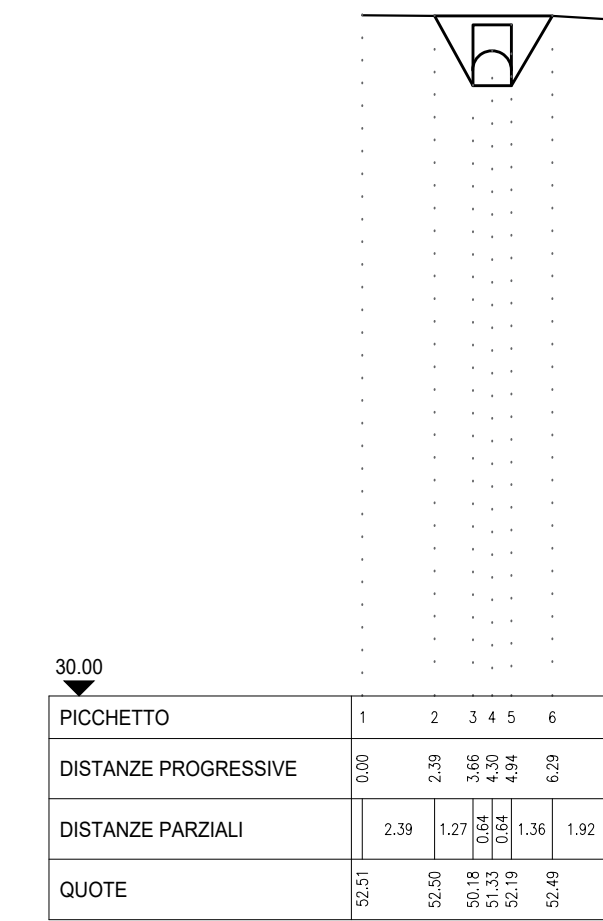 30.00
PICCHETTO 1 2 3 4 5 6
DISTANZE PROGRESSIVE 0.00 2.39 3.66 4.30 4.94 6.29
DISTANZE PARZIALI 2.39 1.27 0.64 0.64 1.36 1.92
QUOTE 52.51 52.50 50.18 51.33 52.19 52.49